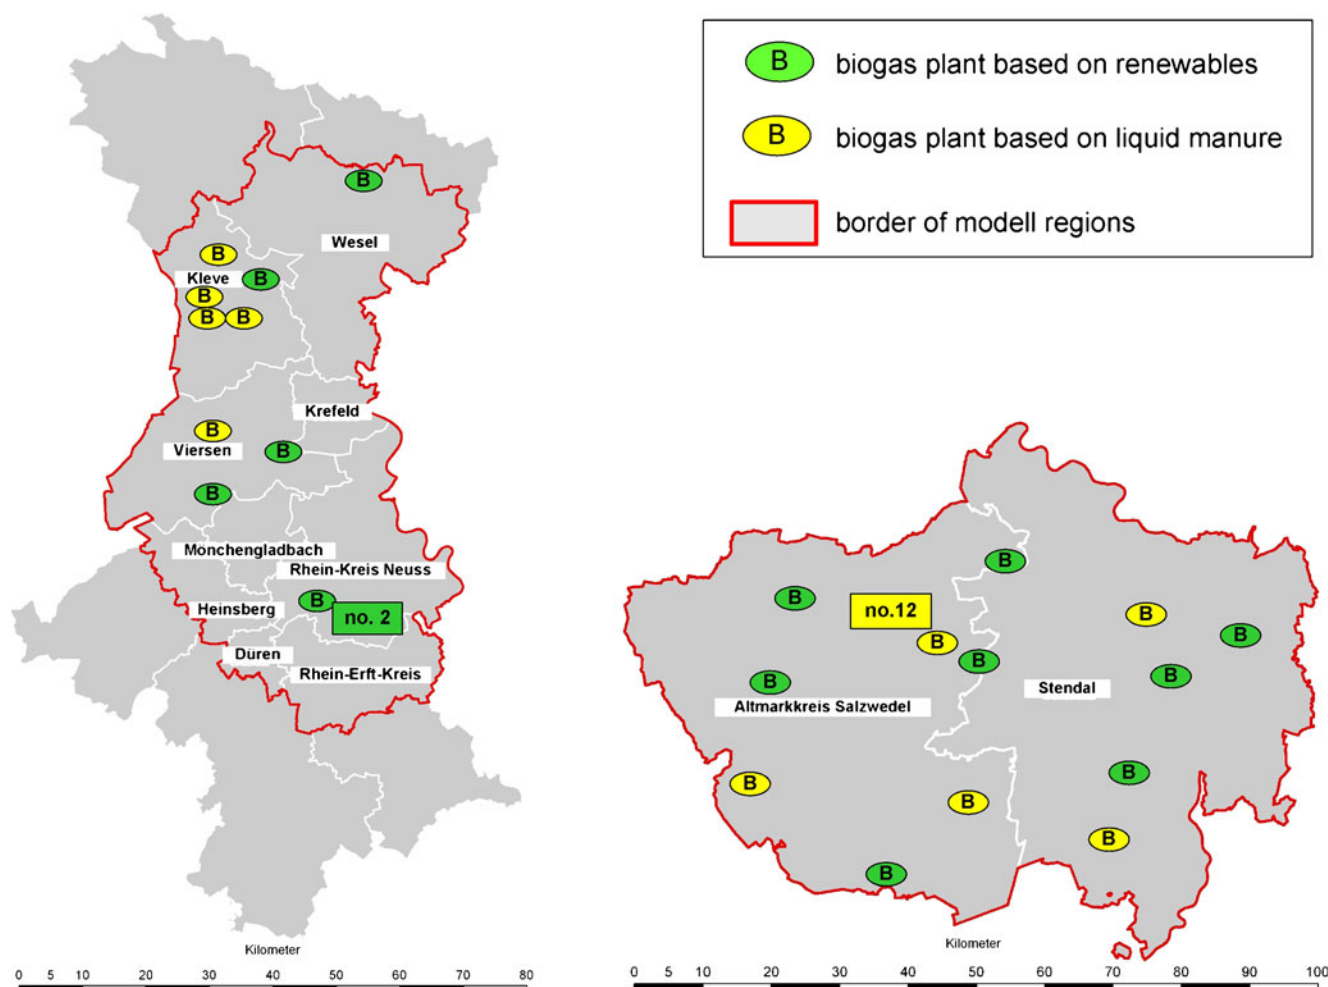 B biogas plant based on renewables
B biogas plant based on liquid manure
border of modell regions
B
Wesel
B
Kleve B
B
B B
Krefeld
B
Viersen B
B
Monchengladbach
Rhein-Kreis Neuss
B
Heinsberg no. 2
Düren
Rhein-Erft-Kreis
Kilometer
0 5 10 20 30 40 50 60 70 80
B
B no.12 B
B B
B B
B Stendal
Altmarkkreis Salzwedel
B
B B
B
B
Kilometer
0 5 10 20 30 40 50 60 70 80 90 100